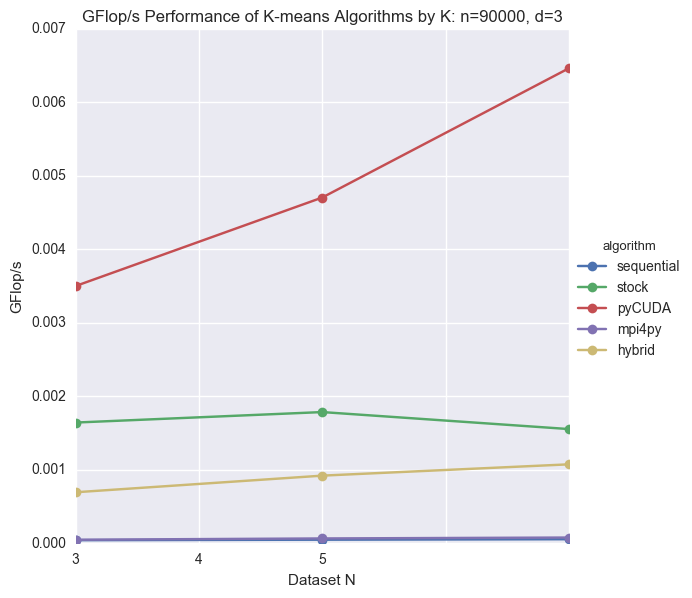 GFlop/s Performance of K-means Algorithms by K: n=90000, d=3
0.007
0.006
0.005
0.004
0.003
0.002
0.001
0.000
GFlop/s
3 4 5
Dataset N
algorithm
sequential
stock
pyCUDA
mpi4py
hybrid